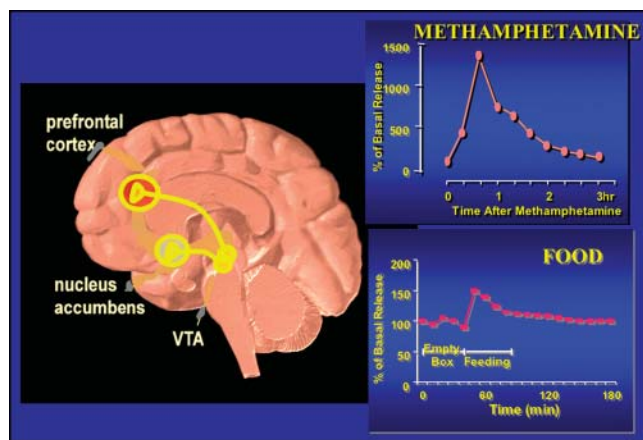 prefrontal
cortex
nucleus
accumbens
VTA
METHAMPHETAMINE
% of Basal Release
1500
1000
500
0
0 1 2 3hr
Time After Methamphetamine
FOOD
% of Basal Release
200
150
100
50
0
Empty
Box Feeding
0 60 120 180
Time (min)